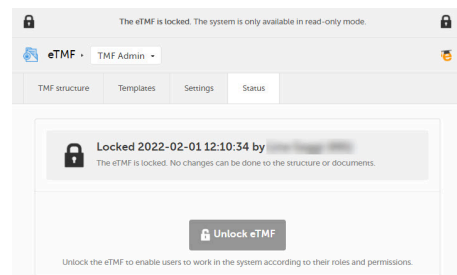 The eTMF is locked. The system is only available in read-only mode.
eTMF
TMF Admin
TMF structure Templates Settings Status
Locked 2022-02-01 12:10:34 by
The eTMF is locked. No changes can be done to the structure or documents.
Unlock eTMF
Unlock the eTMF to enable users to work in the system according to their roles and permissions.